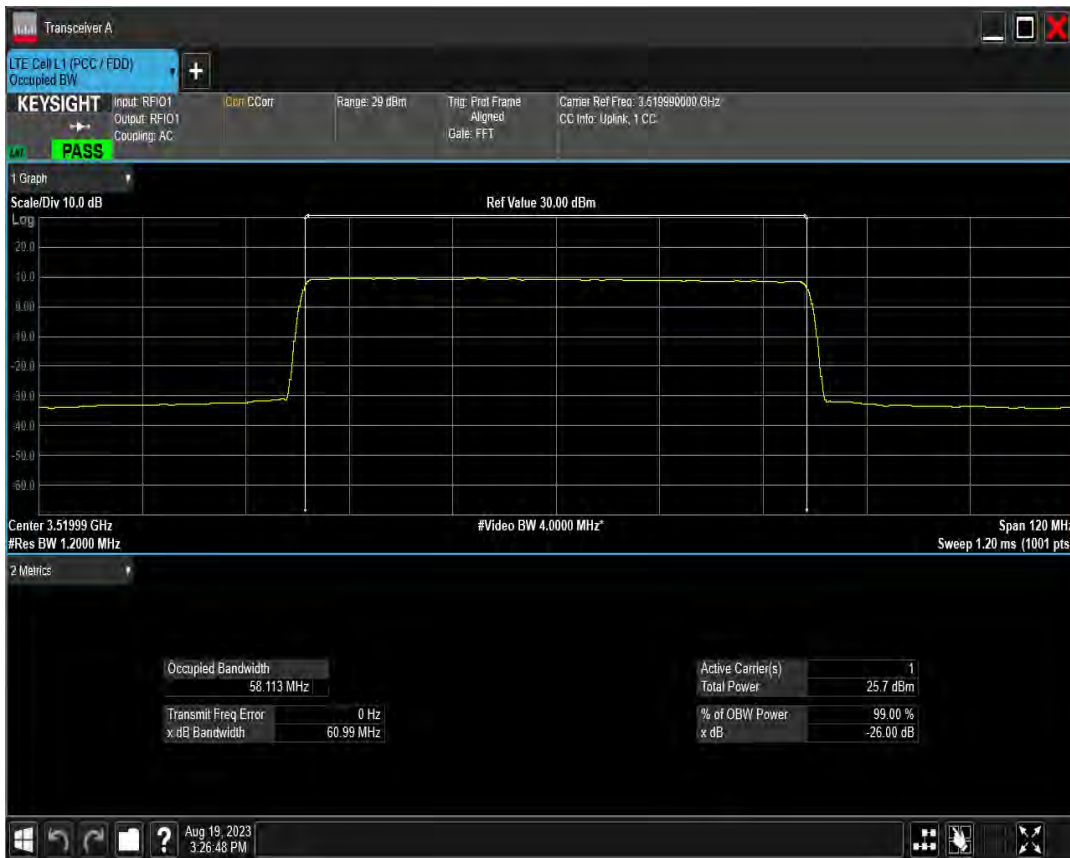 Transceiver A
LTE Cell L1 (PCC / FDD)
Occupied BW
+
KEYSIGHT
Input: RFIO1
Output: RFIO1
Coupling: AC
Corr CCorr
Range: 29 dBm
Trig: Prot Frame
Aligned
Gate: FFT
Carrier Ref Freq: 3.519990000 GHz
CC Info: Uplink, 1 CC
PASS
1 Graph
Scale/Div 10.0 dB
Ref Value 30.00 dBm
Log
20.0
10.0
0.00
-10.0
-20.0
-30.0
-40.0
-50.0
-60.0
Center 3.51999 GHz
#Video BW 4.0000 MHz*
Span 120 MHz
#Res BW 1.2000 MHz
Sweep 1.20 ms (1001 pts
2 Metrics
Occupied Bandwidth
58.113 MHz
Transmit Freq Error 0 Hz
x dB Bandwidth 60.99 MHz
Active Carrier(s) 1
Total Power 25.7 dBm
% of OBW Power 99.00 %
x dB -26.00 dB
?
Aug 19, 2023
3:26:48 PM